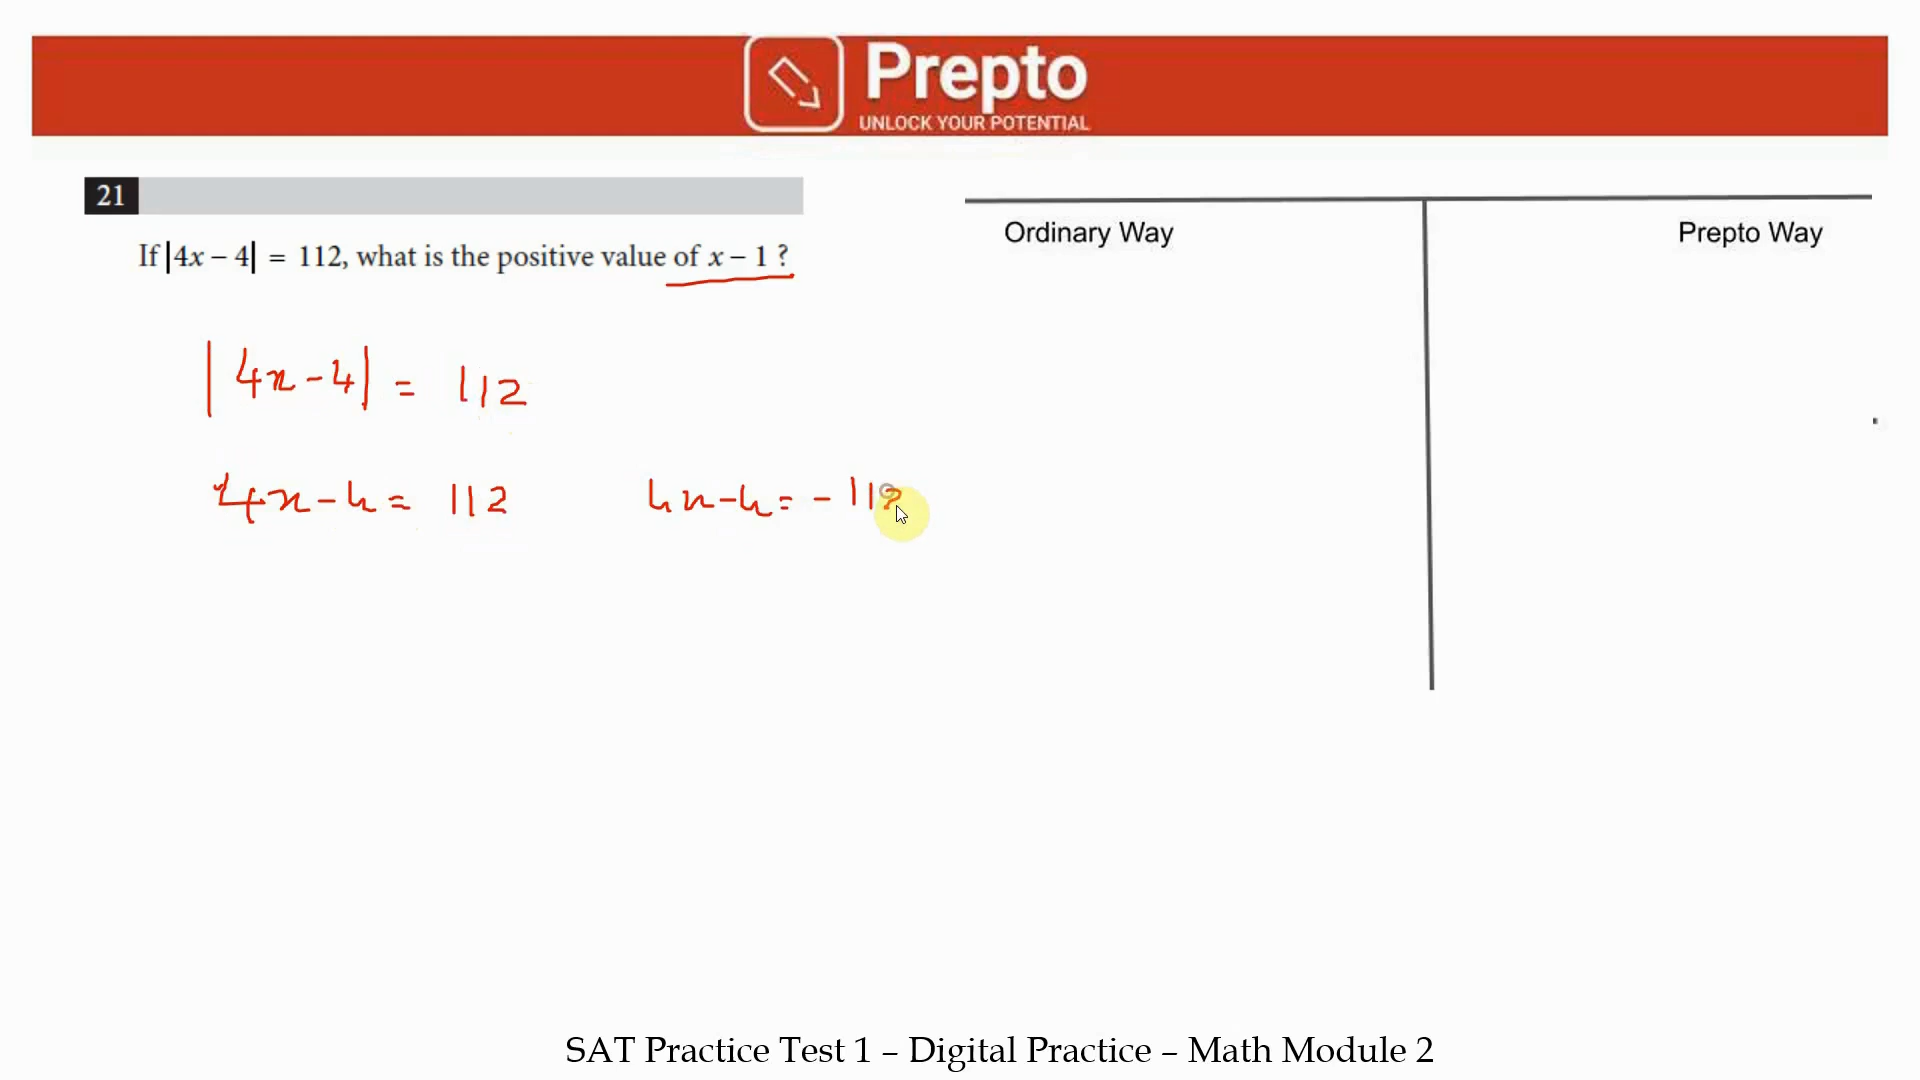 Prepto
UNLOCK YOUR POTENTIAL
21
If |4x – 4| = 112, what is the positive value of x – 1 ?
Ordinary Way
Prepto Way
|4x-4| = 112
4x-4 = 112
4x-4 = -112
SAT Practice Test 1 – Digital Practice – Math Module 2